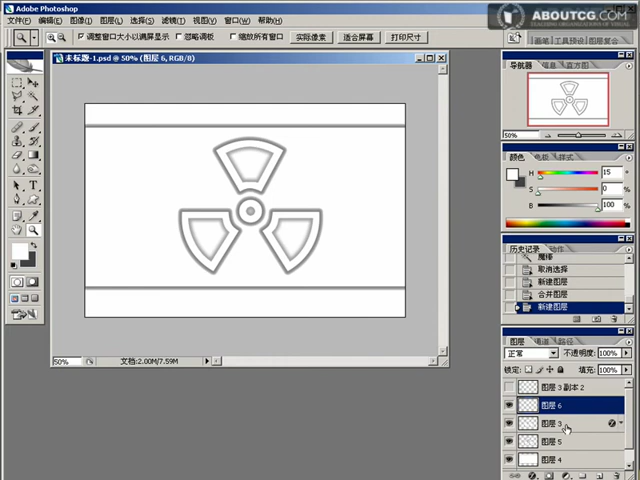 Adobe Photoshop
ABOUTCG.COM
文件(F) 编辑(E) 图像(I) 图层(L) 选择(S) 滤镜(T) 视图(V) 窗口(W) 帮助(H)
调整窗口大小以满屏显示 忽略调板 缩放所有窗口 实际像素 适合屏幕 打印尺寸
画笔 工具预设 图层复合
未标题-1.psd @ 50% (图层 6, RGB/8)
导航器 信息 直方图
50%
颜色 色板 样式
H 15 °
S 0 %
B 100 %
历史记录 动作
魔棒
取消选择
新建图层
合并图层
新建图层
图层 通道 路径
正常 不透明度: 100%
锁定: 填充: 100%
图层 3 副本 2
图层 6
图层 3
图层 5
图层 4
50% 文档:2.00M/7.59M